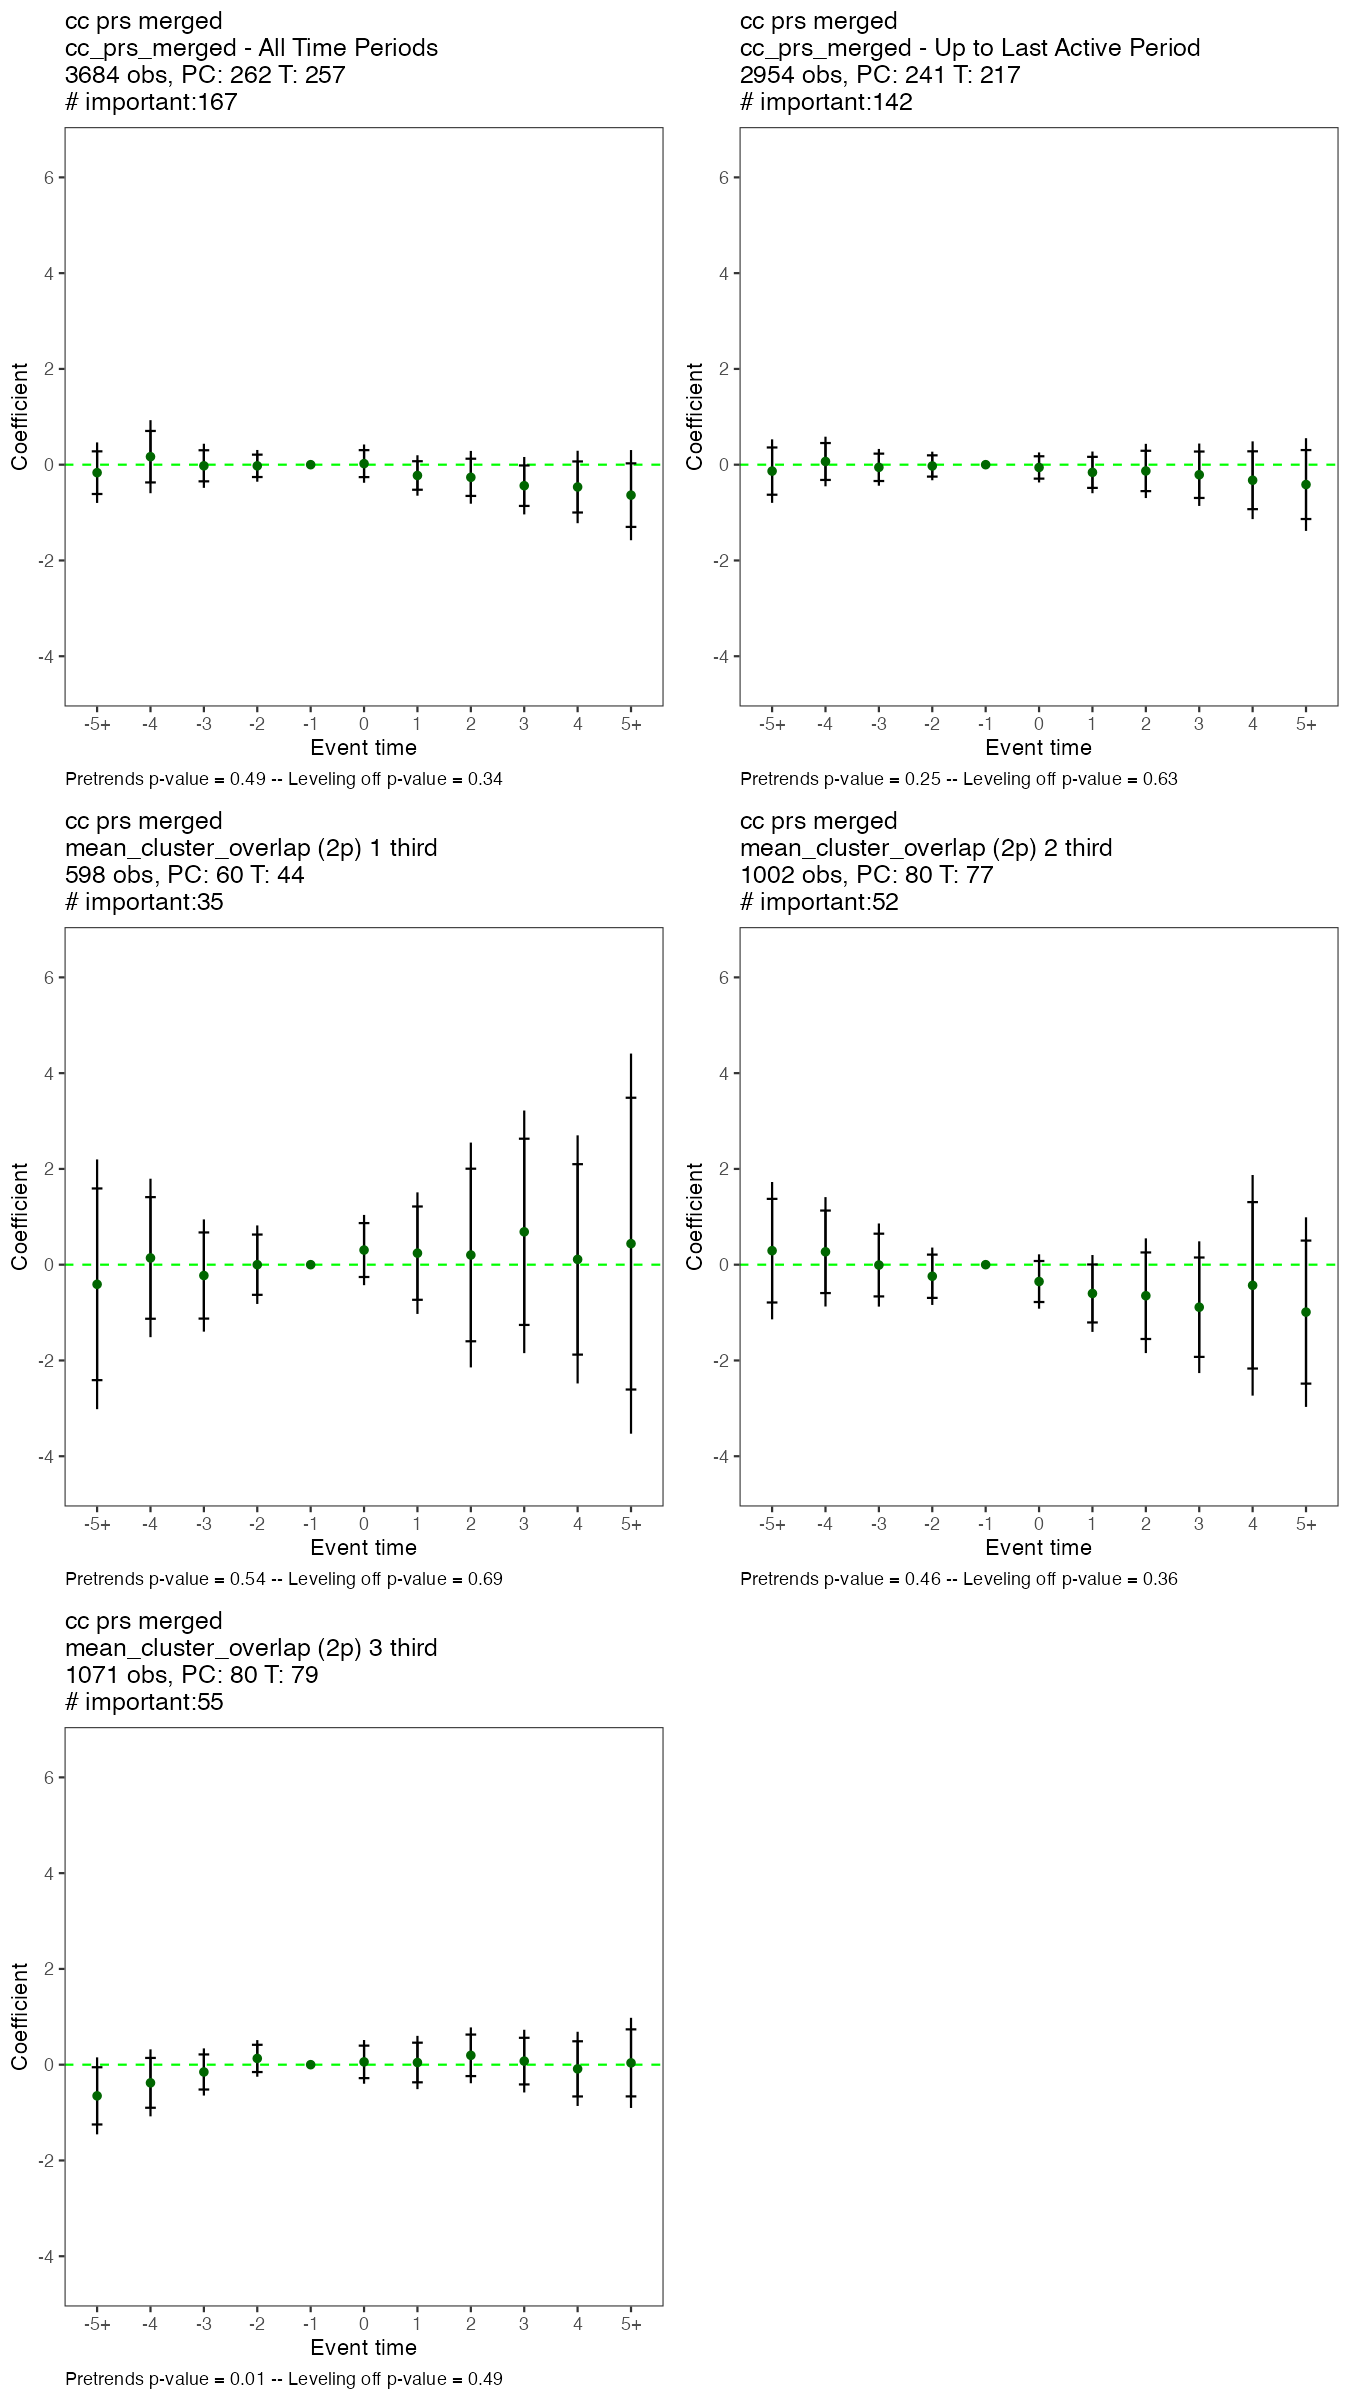 cc prs merged
cc_prs_merged - All Time Periods
3684 obs, PC: 262 T: 257
# important:167
Coefficient
6
4
2
0
-2
-4
-5+ -4 -3 -2 -1 0 1 2 3 4 5+
Event time
Pretrends p-value = 0.49 -- Leveling off p-value = 0.34
cc prs merged
cc_prs_merged - Up to Last Active Period
2954 obs, PC: 241 T: 217
# important:142
Coefficient
6
4
2
0
-2
-4
-5+ -4 -3 -2 -1 0 1 2 3 4 5+
Event time
Pretrends p-value = 0.25 -- Leveling off p-value = 0.63
cc prs merged
mean_cluster_overlap (2p) 1 third
598 obs, PC: 60 T: 44
# important:35
Coefficient
6
4
2
0
-2
-4
-5+ -4 -3 -2 -1 0 1 2 3 4 5+
Event time
Pretrends p-value = 0.54 -- Leveling off p-value = 0.69
cc prs merged
mean_cluster_overlap (2p) 2 third
1002 obs, PC: 80 T: 77
# important:52
Coefficient
6
4
2
0
-2
-4
-5+ -4 -3 -2 -1 0 1 2 3 4 5+
Event time
Pretrends p-value = 0.46 -- Leveling off p-value = 0.36
cc prs merged
mean_cluster_overlap (2p) 3 third
1071 obs, PC: 80 T: 79
# important:55
Coefficient
6
4
2
0
-2
-4
-5+ -4 -3 -2 -1 0 1 2 3 4 5+
Event time
Pretrends p-value = 0.01 -- Leveling off p-value = 0.49